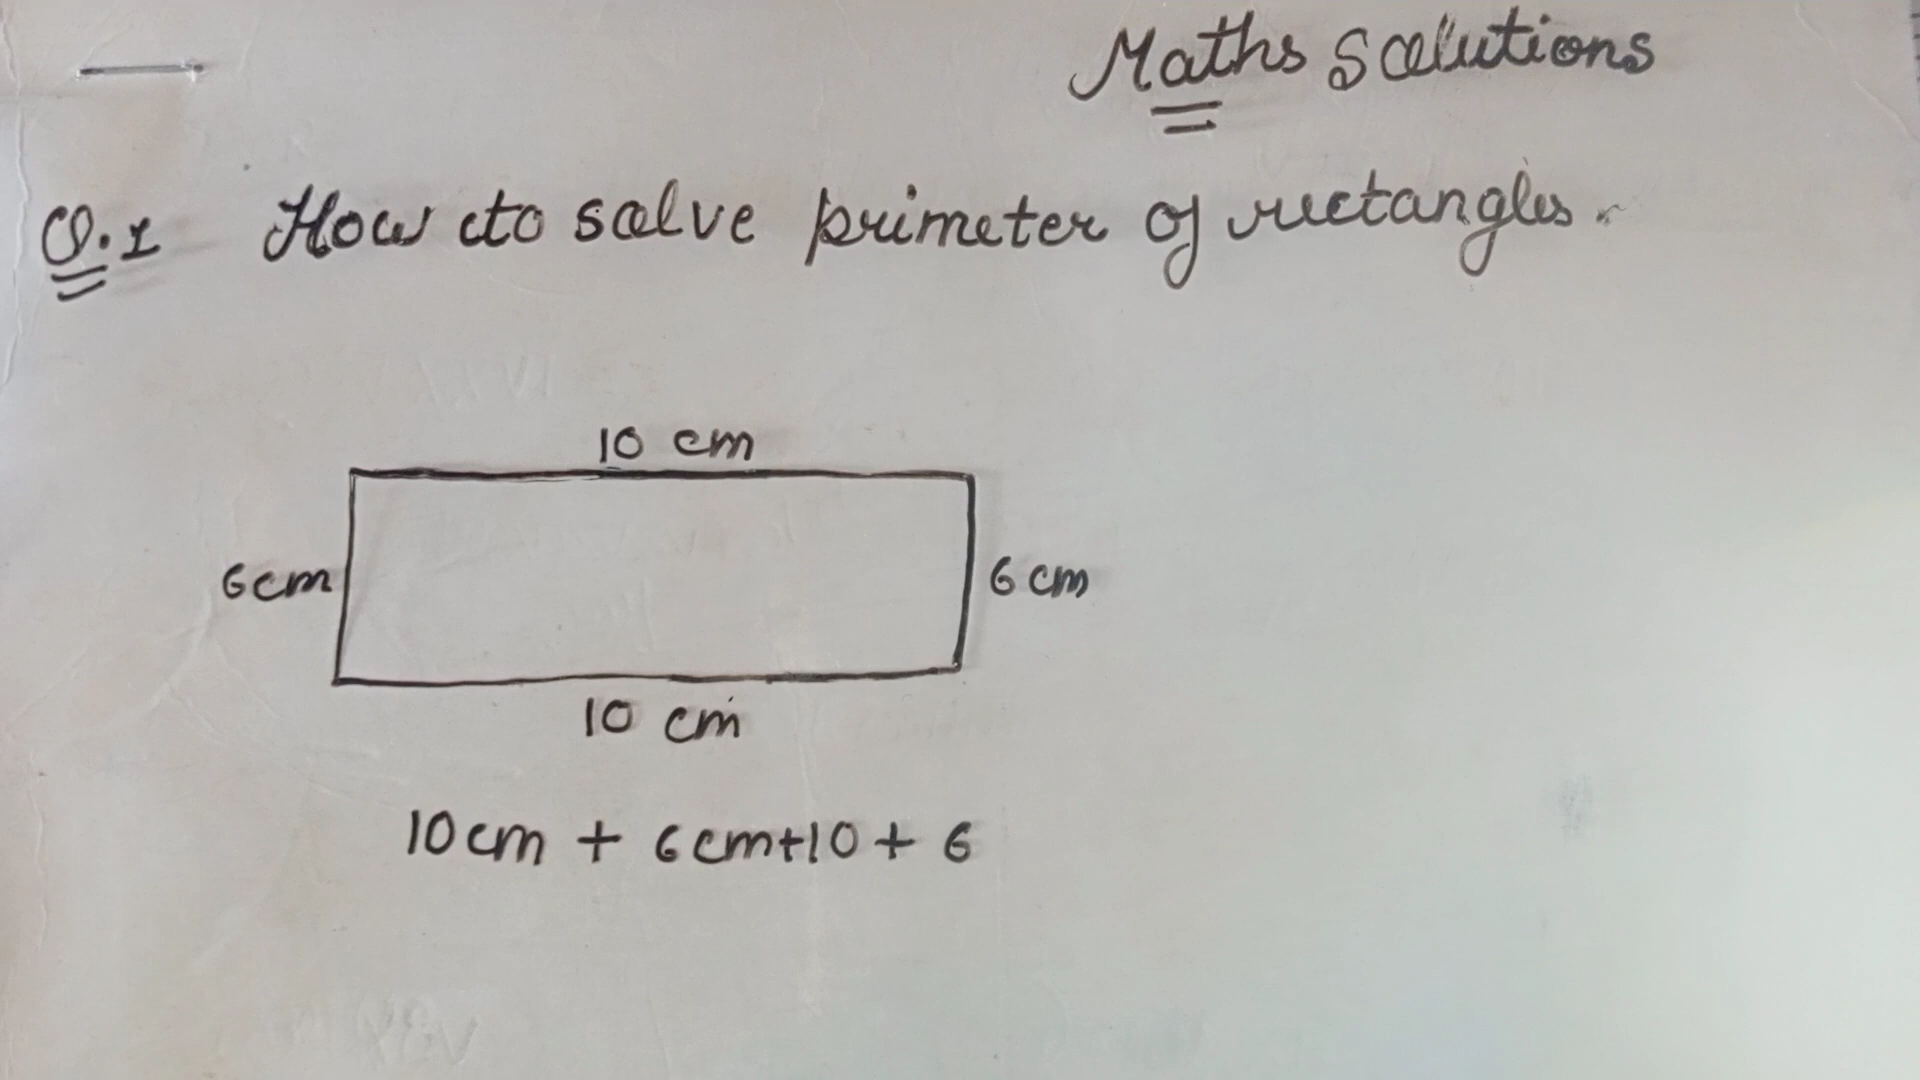 Maths Solutions
Q.1 How to solve primeter of rectangles.
10 cm
6cm
6 cm
10 cm
10cm + 6cm+10 + 6